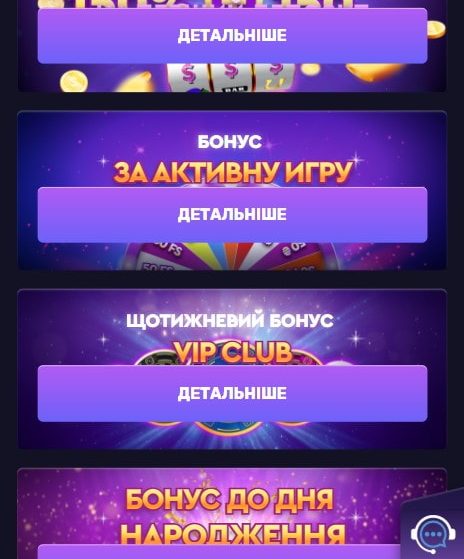 ДЕТАЛЬНІШЕ
БОНУС
ЗА АКТИВНУ ИГРУ
ДЕТАЛЬНІШЕ
50 FS
ЩОТИЖНЕВИЙ БОНУС
VIP CLUB
ДЕТАЛЬНІШЕ
БОНУС ДО ДНЯ
НАРОДЖЕННЯ